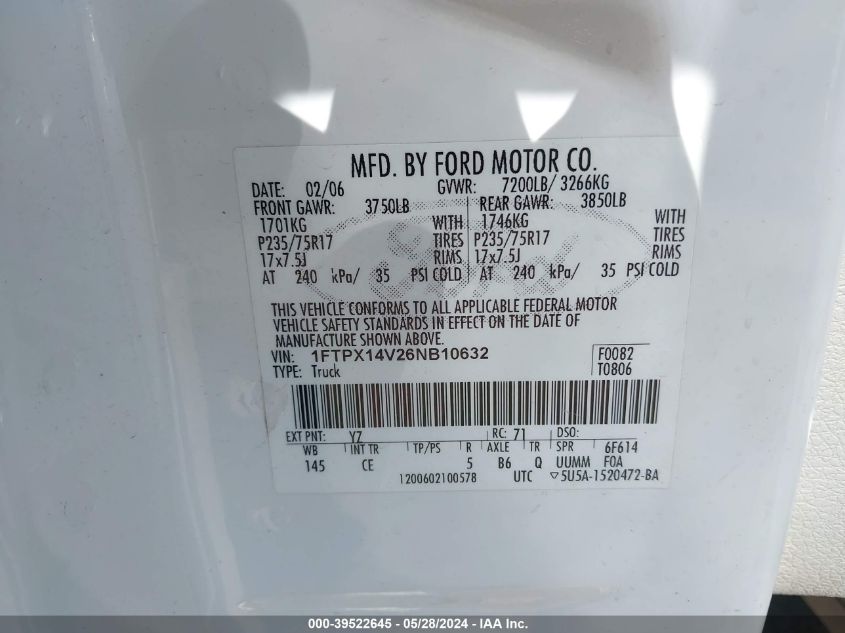 MFD. BY FORD MOTOR CO.
DATE: 02/06 GVWR: 7200LB/ 3266KG
FRONT GAWR: 3750LB REAR GAWR: 3850LB
1701KG WITH 1746KG WITH
P235/75R17 TIRES P235/75R17 TIRES
17x7.5J RIMS 17x7.5J RIMS
AT 240 kPa/ 35 PSI COLD AT 240 kPa/ 35 PSI COLD
THIS VEHICLE CONFORMS TO ALL APPLICABLE FEDERAL MOTOR
VEHICLE SAFETY STANDARDS IN EFFECT ON THE DATE OF
MANUFACTURE SHOWN ABOVE.
VIN: 1FTPX14V26NB10632 F0082
TYPE: Truck T0806
EXT PNT: Y7 RC: 71 DSO:
WB INT TR TP/PS R AXLE TR SPR 6F614
145 CE 5 B6 Q UUMM FOA
1200602100578 UTC ▽5U5A-1520472-BA
000-39522645 - 05/28/2024 - IAA Inc.